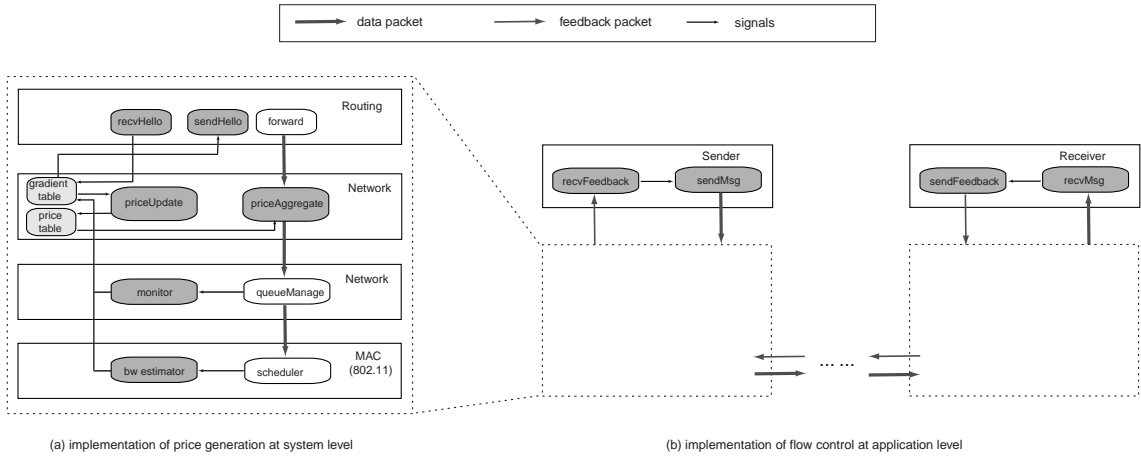 data packet
feedback packet
signals
Routing
recvHello
sendHello
forward
gradient
table
Network
priceUpdate
priceAggregate
price
table
Network
monitor
queueManage
MAC
(802.11)
bw estimator
scheduler
Sender
recvFeedback
sendMsg
Receiver
sendFeedback
recvMsg
... ...
(a) implementation of price generation at system level
(b) implementation of flow control at application level